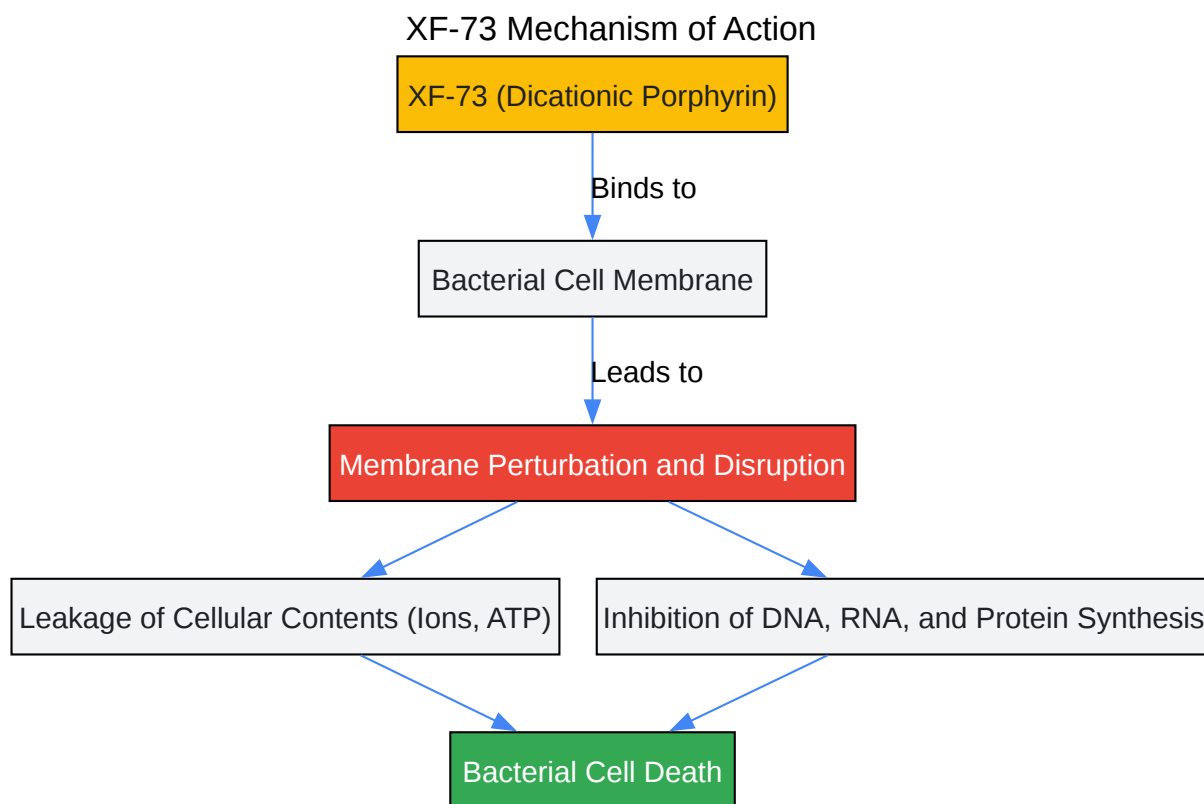 XF-73 Mechanism of Action
XF-73 (Dicationic Porphyrin)
Binds to
Bacterial Cell Membrane
Leads to
Membrane Perturbation and Disruption
Leakage of Cellular Contents (Ions, ATP)
Inhibition of DNA, RNA, and Protein Synthesis
Bacterial Cell Death